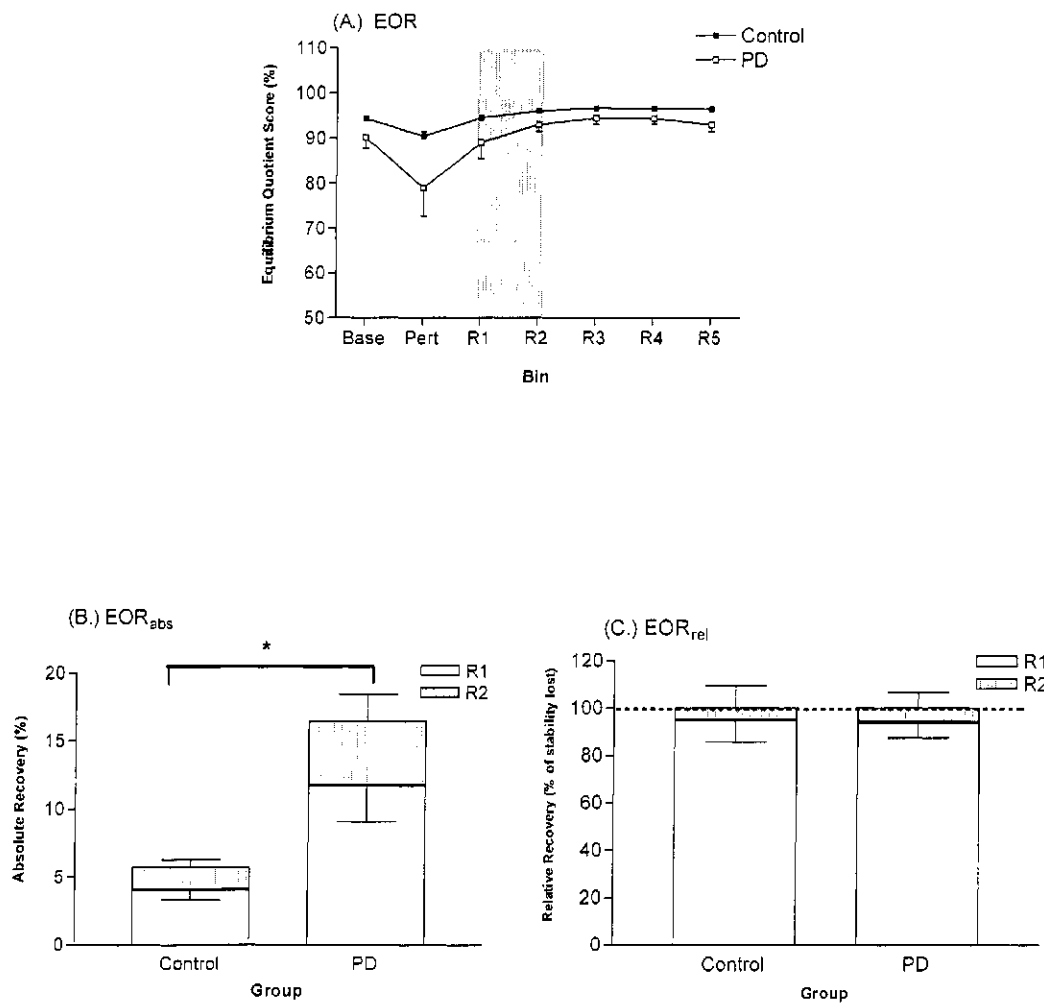 (A.) EOR
Control
PD
Equilibrium Quotient Score (%)
110
100
90
80
70
60
50
Base Pert R1 R2 R3 R4 R5
Bin
(B.) EORabs
*
R1
R2
Absolute Recovery (%)
20
15
10
5
0
Control PD
Group
(C.) EORrel
R1
R2
Relative Recovery (% of stability lost)
120
100
80
60
40
20
0
Control PD
Group